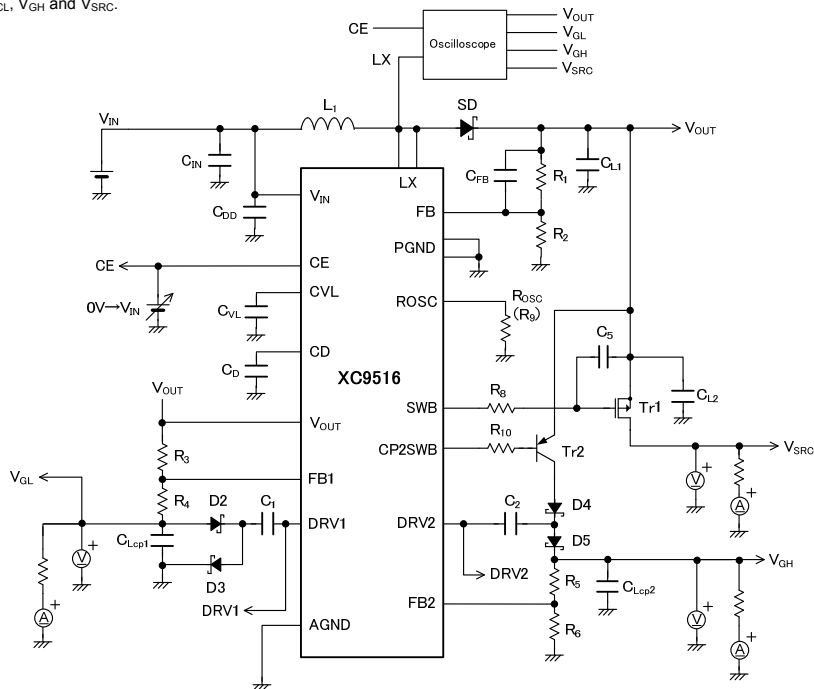 CL, VGH and VSRC.
VOUT
CE
VGL
Oscilloscope
VGH
LX
VSRC
VIN
L1
SD
VOUT
CIN
LX
CFB
R1
CL1
CDD
VIN
FB
R2
PGND
CE
CE
CVL
0V→VIN
CVL
ROSC
ROSC
(R9)
CD
CD
C5
XC9516
VOUT
R8
Tr1
CL2
SWB
VOUT
R10
R3
CP2SWB
Tr2
VSRC
V+
VGL
FB1
A+
R4
D2
C1
C2
D4
DRV1
DRV2
CLcp1
V+
D5
VGH
D3
DRV2
R5
CLcp2
A+
DRV1
FB2
V+
AGND
R6
A+